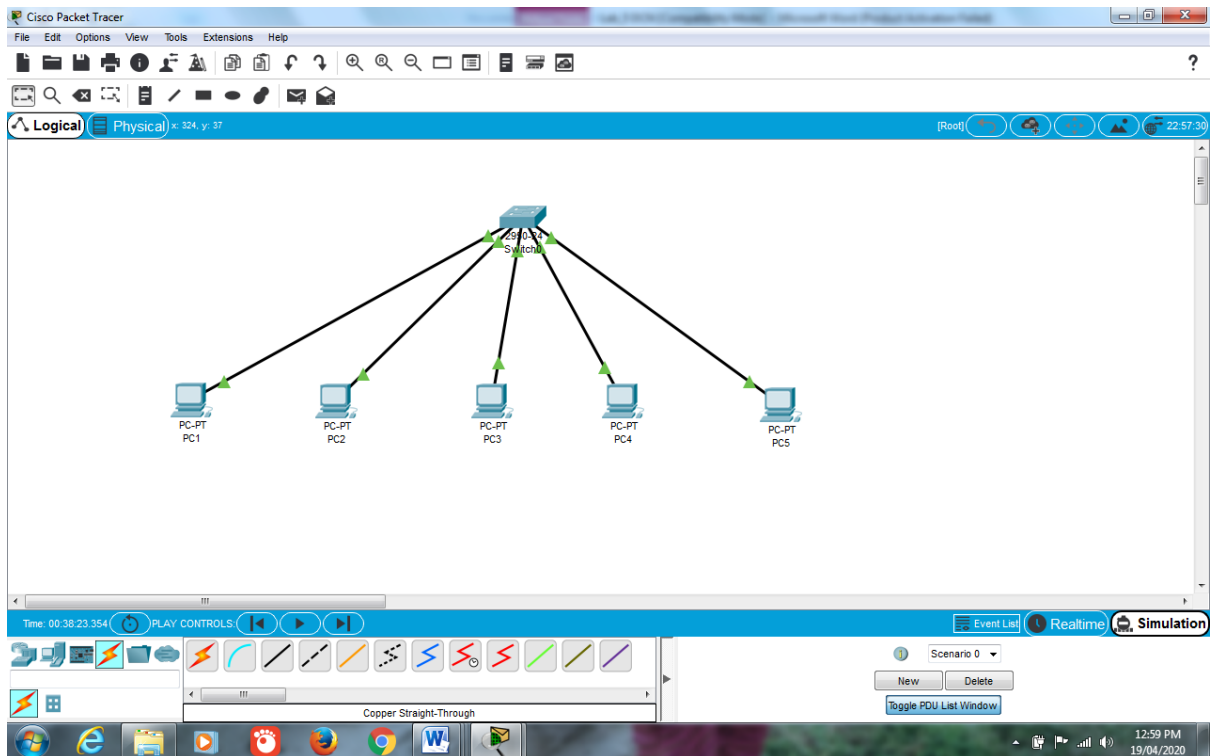 Cisco Packet Tracer
File Edit Options View Tools Extensions Help
?
Logical Physical x: 324, y: 37 [Root] 22:57:30
Switch0
PC-PT
PC1
PC-PT
PC2
PC-PT
PC3
PC-PT
PC4
PC-PT
PC5
Time: 00:38:23.354 PLAY CONTROLS: Event List Realtime Simulation
1 Scenario 0
New Delete
Toggle PDU List Window
Copper Straight-Through
12:59 PM
19/04/2020